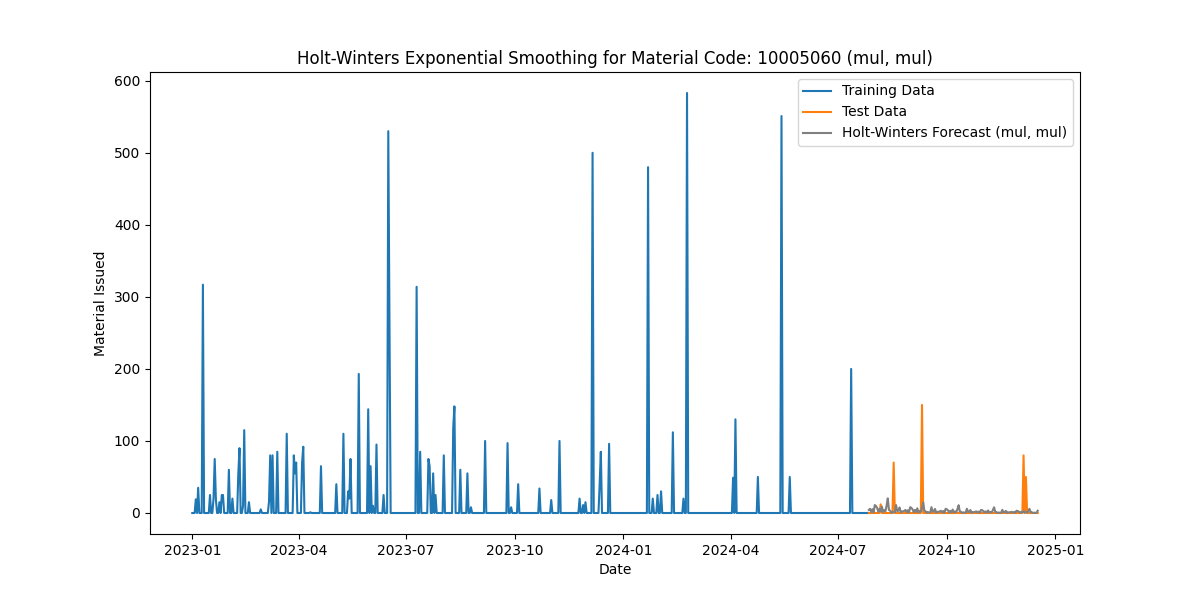 Holt-Winters Exponential Smoothing for Material Code: 10005060 (mul, mul)
Training Data
Test Data
Holt-Winters Forecast (mul, mul)
Material Issued
600
500
400
300
200
100
0
2023-01 2023-04 2023-07 2023-10 2024-01 2024-04 2024-07 2024-10 2025-01
Date